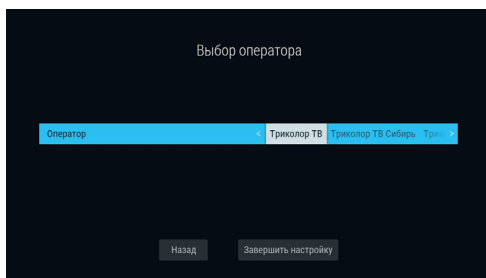 Выбор оператора
Оператор < Триколор ТВ Триколор ТВ Сибирь >
Назад Завершить настройку